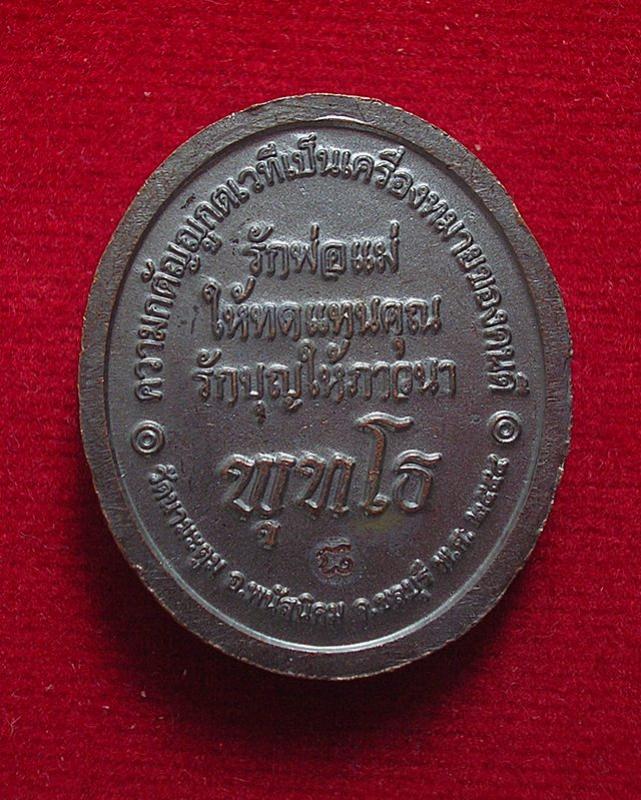 ความกตัญญูกตเวทีเป็นเครื่องหมายของคนดี
รักพ่อแม่
ให้ทดแทนคุณ
รักบุญให้ภาวนา
พุทโธ
วัดนามะตูม อ.พนัสนิคม จ.ชลบุรี พ.ศ. ๒๕๕๔